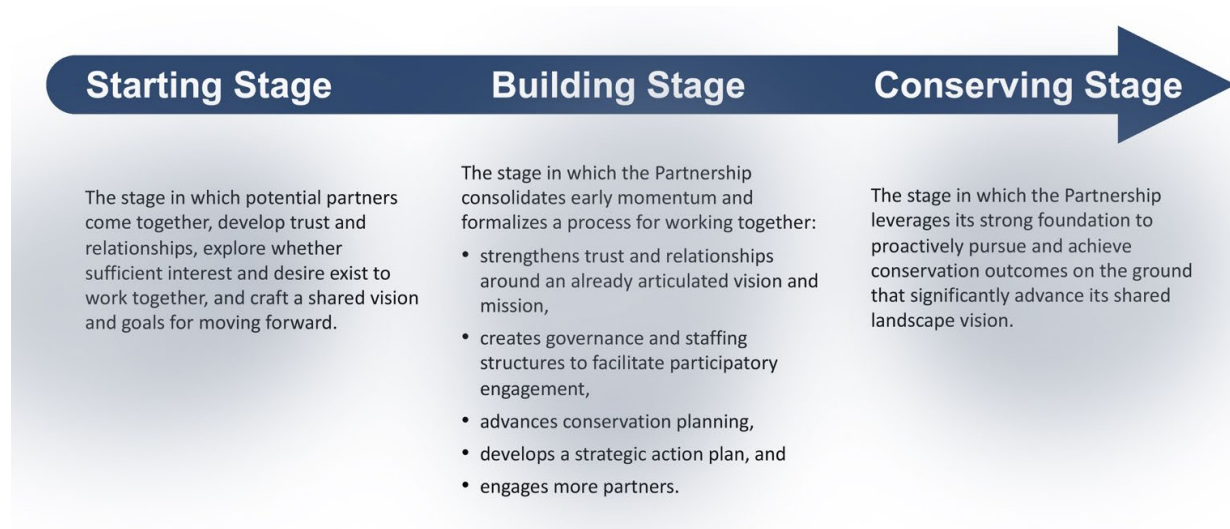 Starting Stage
Building Stage
Conserving Stage
The stage in which potential partners
come together, develop trust and
relationships, explore whether
sufficient interest and desire exist to
work together, and craft a shared vision
and goals for moving forward.
The stage in which the Partnership
consolidates early momentum and
formalizes a process for working together:
• strengthens trust and relationships
around an already articulated vision and
mission,
• creates governance and staffing
structures to facilitate participatory
engagement,
• advances conservation planning,
• develops a strategic action plan, and
• engages more partners.
The stage in which the Partnership
leverages its strong foundation to
proactively pursue and achieve
conservation outcomes on the ground
that significantly advance its shared
landscape vision.